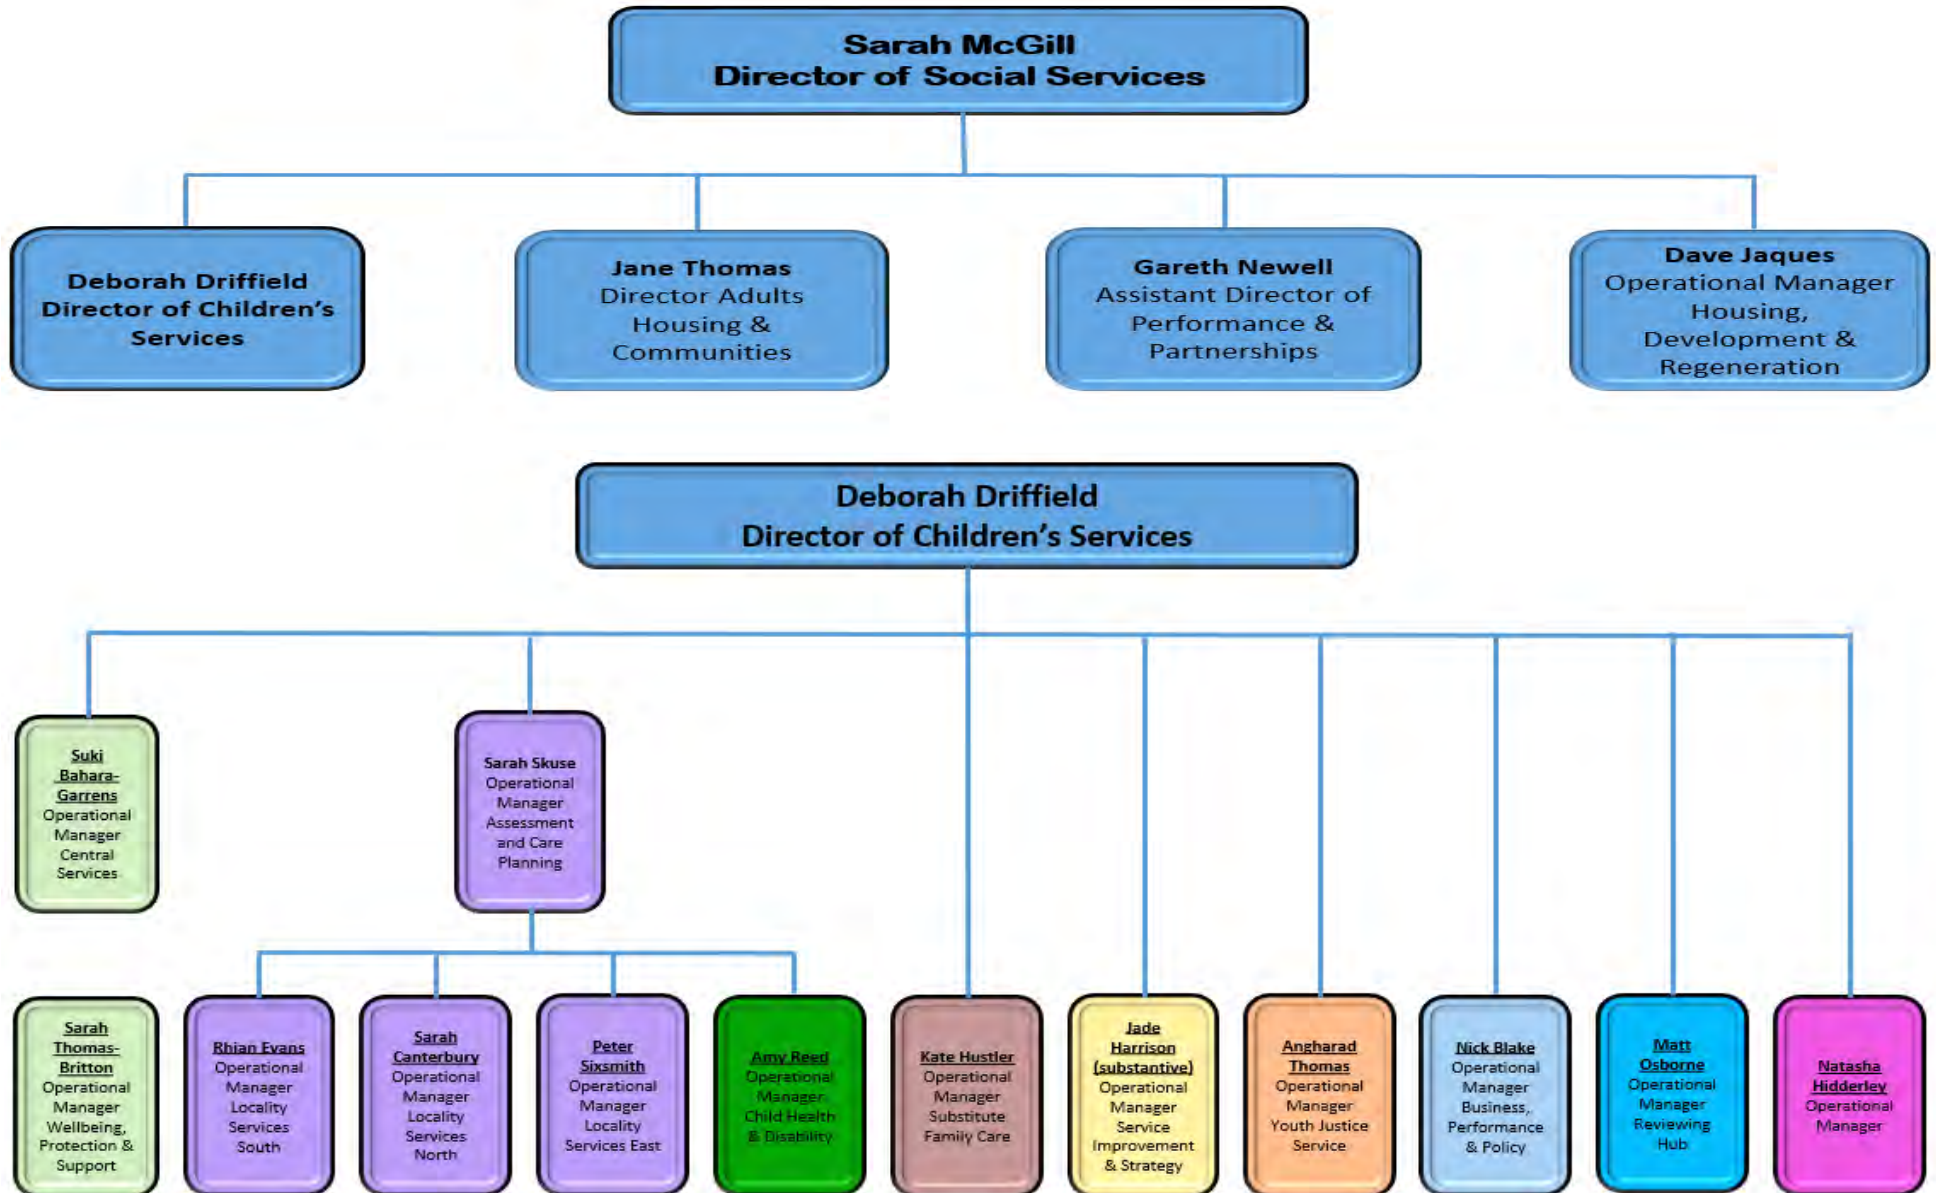 Sarah McGill
Director of Social Services
Deborah Driffield
Director of Children's
Services
Jane Thomas
Director Adults
Housing &
Communities
Gareth Newell
Assistant Director of
Performance &
Partnerships
Dave Jaques
Operational Manager
Housing,
Development &
Regeneration
Deborah Driffield
Director of Children's Services
Suki
Bahara-
Garrens
Operational
Manager
Central
Services
Sarah Skuse
Operational
Manager
Assessment
and Care
Planning
Sarah
Thomas-
Britton
Operational
Manager
Wellbeing,
Protection &
Support
Rhian Evans
Operational
Manager
Locality
Services
South
Sarah
Canterbury
Operational
Manager
Locality
Services
North
Peter
Sixsmith
Operational
Manager
Locality
Services East
Amy Reed
Operational
Manager
Child Health
& Disability
Kate Hustler
Operational
Manager
Substitute
Family Care
Jade
Harrison
(substantive)
Operational
Manager
Service
Improvement
& Strategy
Angharad
Thomas
Operational
Manager
Youth Justice
Service
Nick Blake
Operational
Manager
Business,
Performance
& Policy
Matt
Osborne
Operational
Manager
Reviewing
Hub
Natasha
Hidderley
Operational
Manager